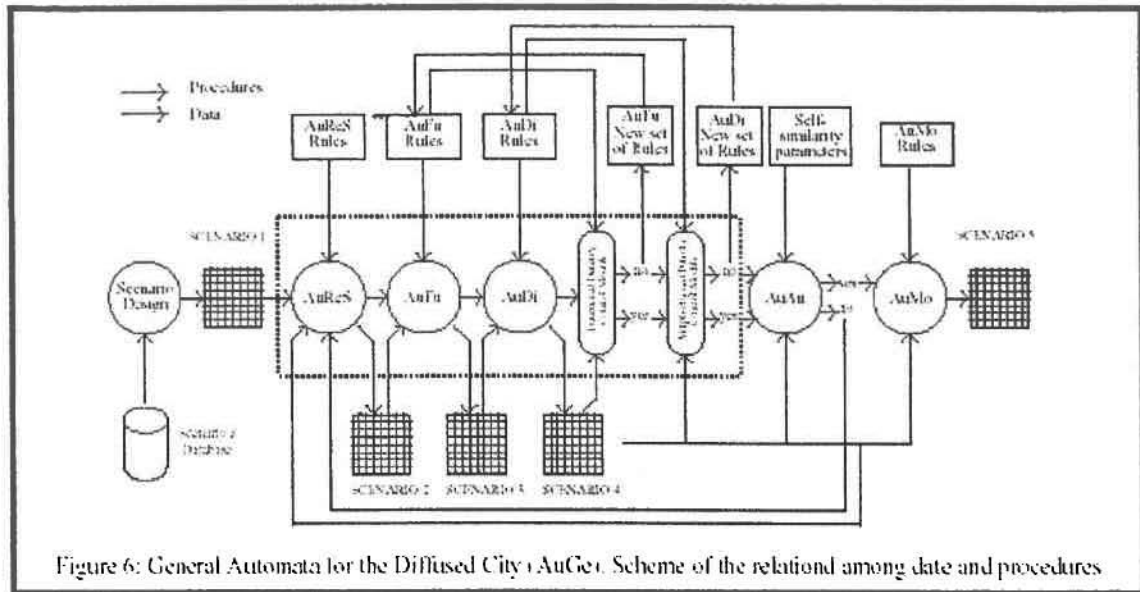 Procedures
Data
AuReS
Rules
AuFu
Rules
AuDi
Rules
AuFu
New set
of Rules
AuDi
New set
of Rules
Self-
similarity
parameters
AuMo
Rules
SCENARIO 1
SCENARIO 5
Scenario
Design
AuReS
AuFu
AuDi
no
no
yes
yes
yes
no
AuAu
AuMo
Database
SCENARIO 2
SCENARIO 3
SCENARIO 4
Figure 6: General Automata for the Diffused City (AuGe). Scheme of the relationd among date and procedures